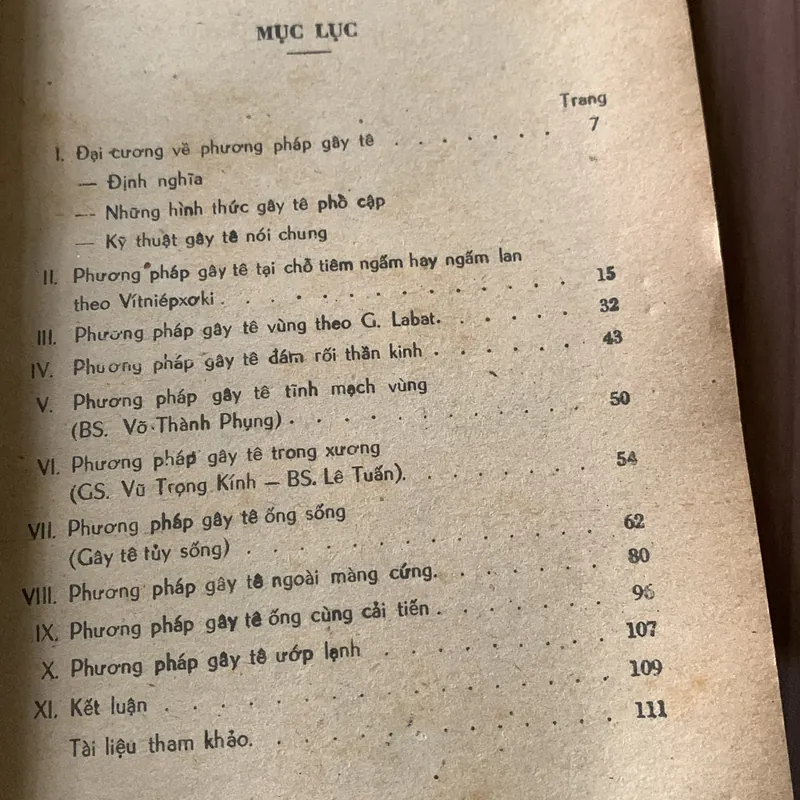 MỤC LỤC
Trang
I. Đại cương về phương pháp gây tê . . . . . . . 7
— Định nghĩa
— Những hình thức gây tê phổ cập
— Kỹ thuật gây tê nói chung
II. Phương pháp gây tê tại chỗ tiêm ngấm hay ngấm lan
theo Vítniépxơki . . . . . . . . . . . . 15
III. Phương pháp gây tê vùng theo G. Labat. . . . . . 32
IV. Phương pháp gây tê đám rối thần kinh . . . . . . 43
V. Phương pháp gây tê tĩnh mạch vùng
(BS. Võ Thành Phụng) . . . . . . . . . . 50
VI. Phương pháp gây tê trong xương
(GS. Vũ Trọng Kính — BS. Lê Tuấn). . . . . . . 54
VII. Phương pháp gây tê ống sống
(Gây tê tủy sống) . . . . . . . . . . . 62
VIII. Phương pháp gây tê ngoài màng cứng. . . . . . 80
IX. Phương pháp gây tê ống cùng cải tiến . . . . . . 96
X. Phương pháp gây tê ướp lạnh . . . . . . . 107
XI. Kết luận . . . . . . . . . . . . . 109
Tài liệu tham khảo. . . . . . . . . . . 111